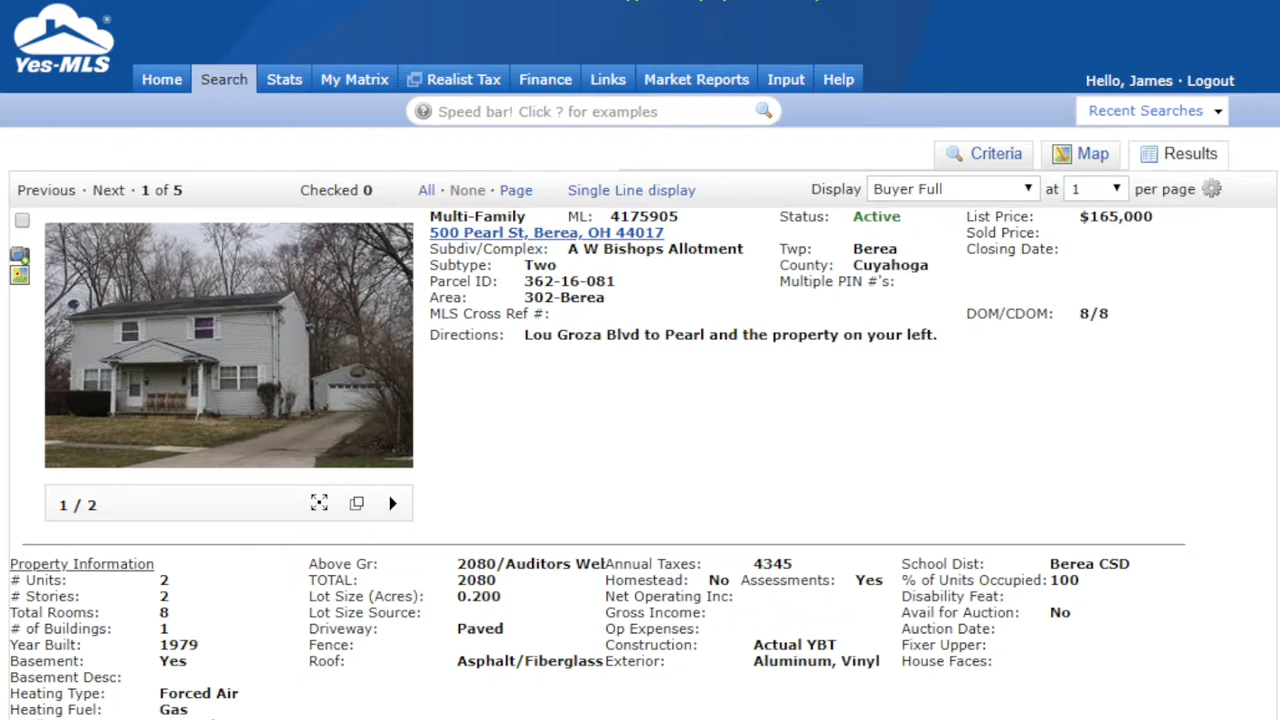 Yes-MLS®
Home Search Stats My Matrix Realist Tax Finance Links Market Reports Input Help
Hello, James · Logout
Speed bar! Click ? for examples
Recent Searches
Criteria Map Results
Previous · Next · 1 of 5 Checked 0 All · None · Page Single Line display Display Buyer Full at 1 per page
Multi-Family ML: 4175905 Status: Active List Price: $165,000
500 Pearl St, Berea, OH 44017 Sold Price:
Subdiv/Complex: A W Bishops Allotment Twp: Berea Closing Date:
Subtype: Two County: Cuyahoga
Parcel ID: 362-16-081 Multiple PIN #'s:
Area: 302-Berea
MLS Cross Ref #: DOM/CDOM: 8/8
Directions: Lou Groza Blvd to Pearl and the property on your left.
1 / 2
Property Information Above Gr: 2080/Auditors Wel Annual Taxes: 4345 School Dist: Berea CSD
# Units: 2 TOTAL: 2080 Homestead: No Assessments: Yes % of Units Occupied: 100
# Stories: 2 Lot Size (Acres): 0.200 Net Operating Inc: Disability Feat:
Total Rooms: 8 Lot Size Source: Gross Income: Avail for Auction: No
# of Buildings: 1 Driveway: Paved Op Expenses: Auction Date:
Year Built: 1979 Fence: Construction: Actual YBT Fixer Upper:
Basement: Yes Roof: Asphalt/Fiberglass Exterior: Aluminum, Vinyl House Faces:
Basement Desc:
Heating Type: Forced Air
Heating Fuel: Gas